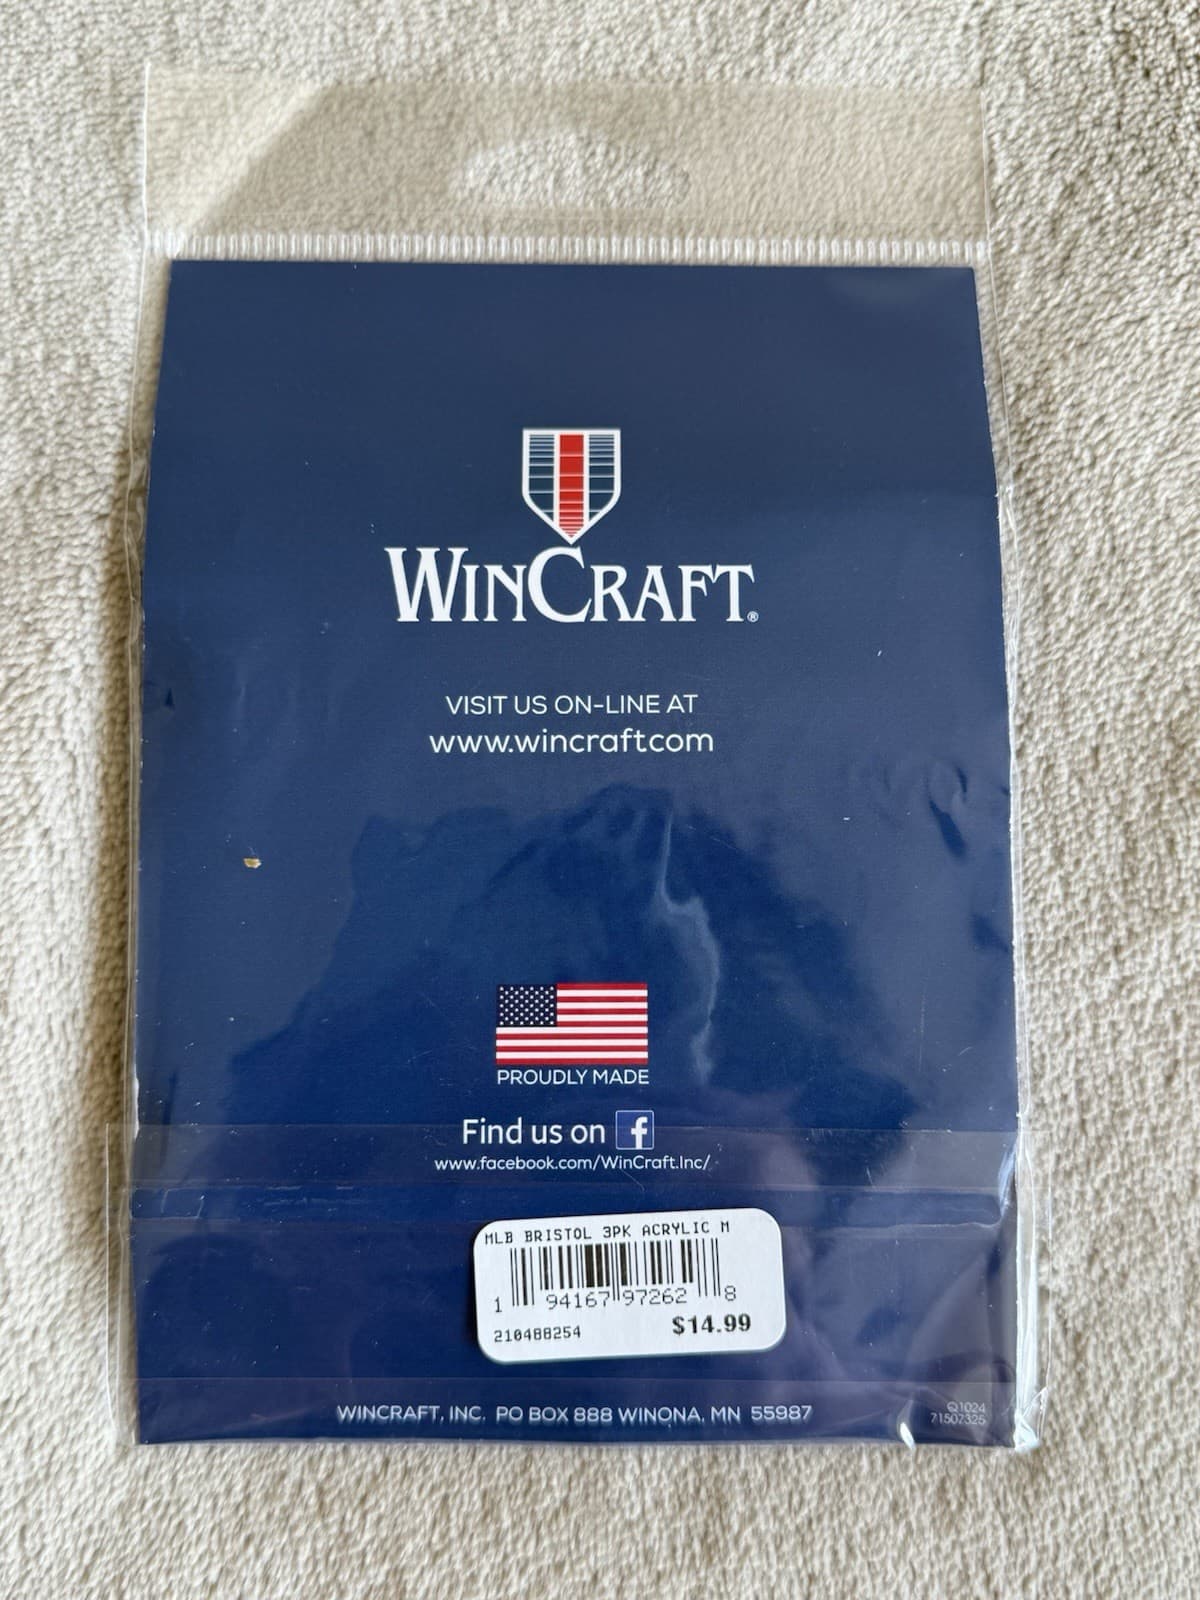 WINCRAFT®
VISIT US ON-LINE AT
www.wincraft.com
PROUDLY MADE
Find us on f
www.facebook.com/WinCraft.Inc/
MLB BRISTOL 3PK ACRYLIC M
1 94167 97262 8
210488254 $14.99
WINCRAFT, INC. PO BOX 888 WINONA, MN 55987
Q1024
71507325